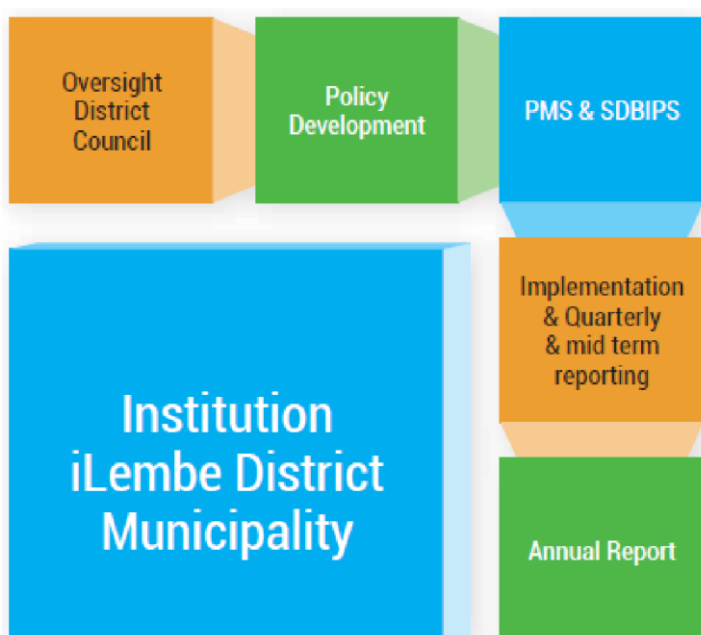 Oversight
District
Council
Policy
Development
PMS & SDBIPS
Implementation
& Quarterly
& mid term
reporting
Institution
iLembe District
Municipality
Annual Report